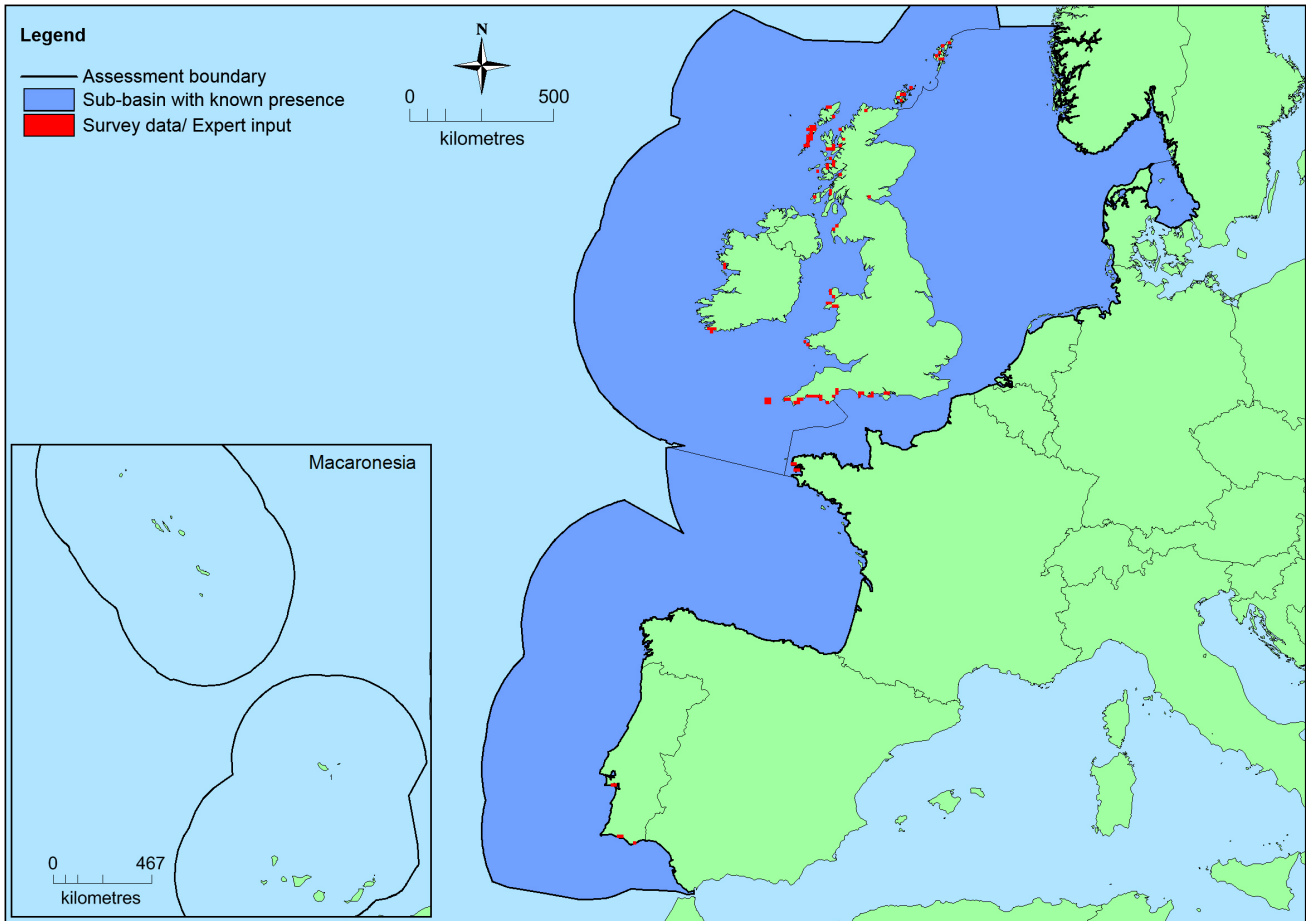 Legend
Assessment boundary
Sub-basin with known presence
Survey data/ Expert input
N
0 500
kilometres
Macaronesia
0 467
kilometres